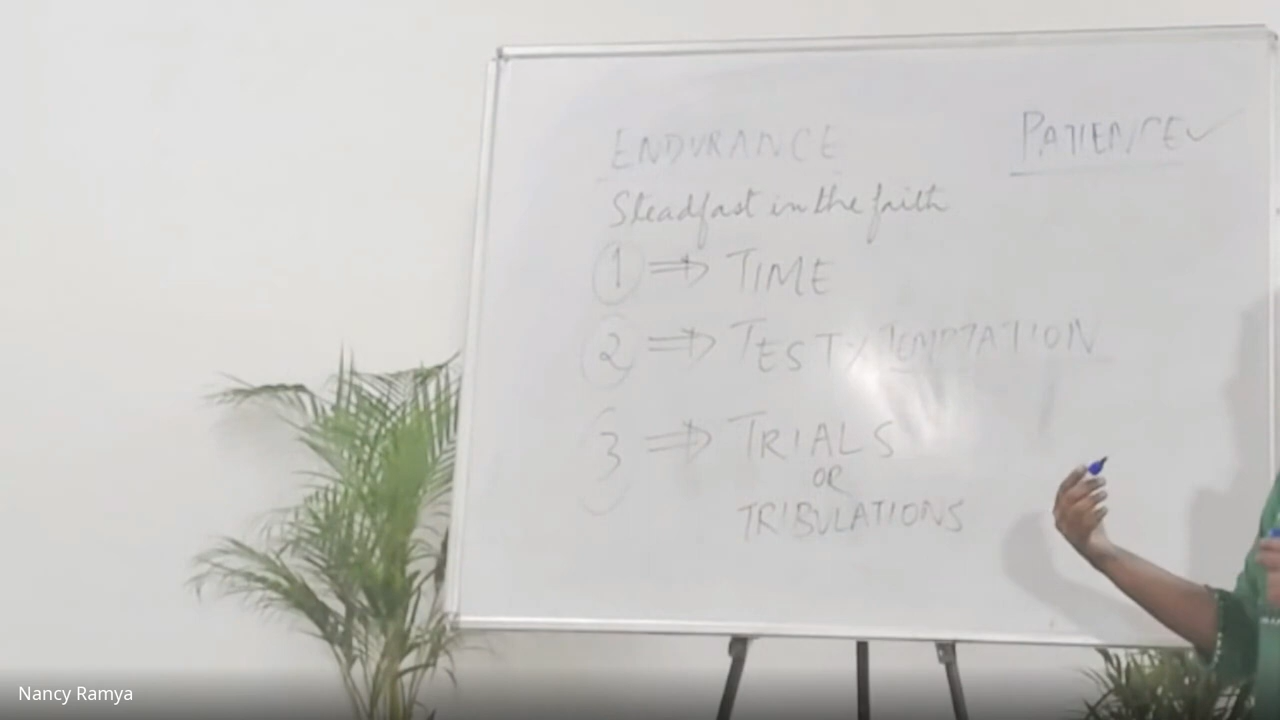 ENDURANCE
PATIENCE ✓
Steadfast in the faith
1 ⇒ TIME
2 ⇒ TEST/TEMPTATION
3 ⇒ TRIALS
OR
TRIBULATIONS
Nancy Ramya